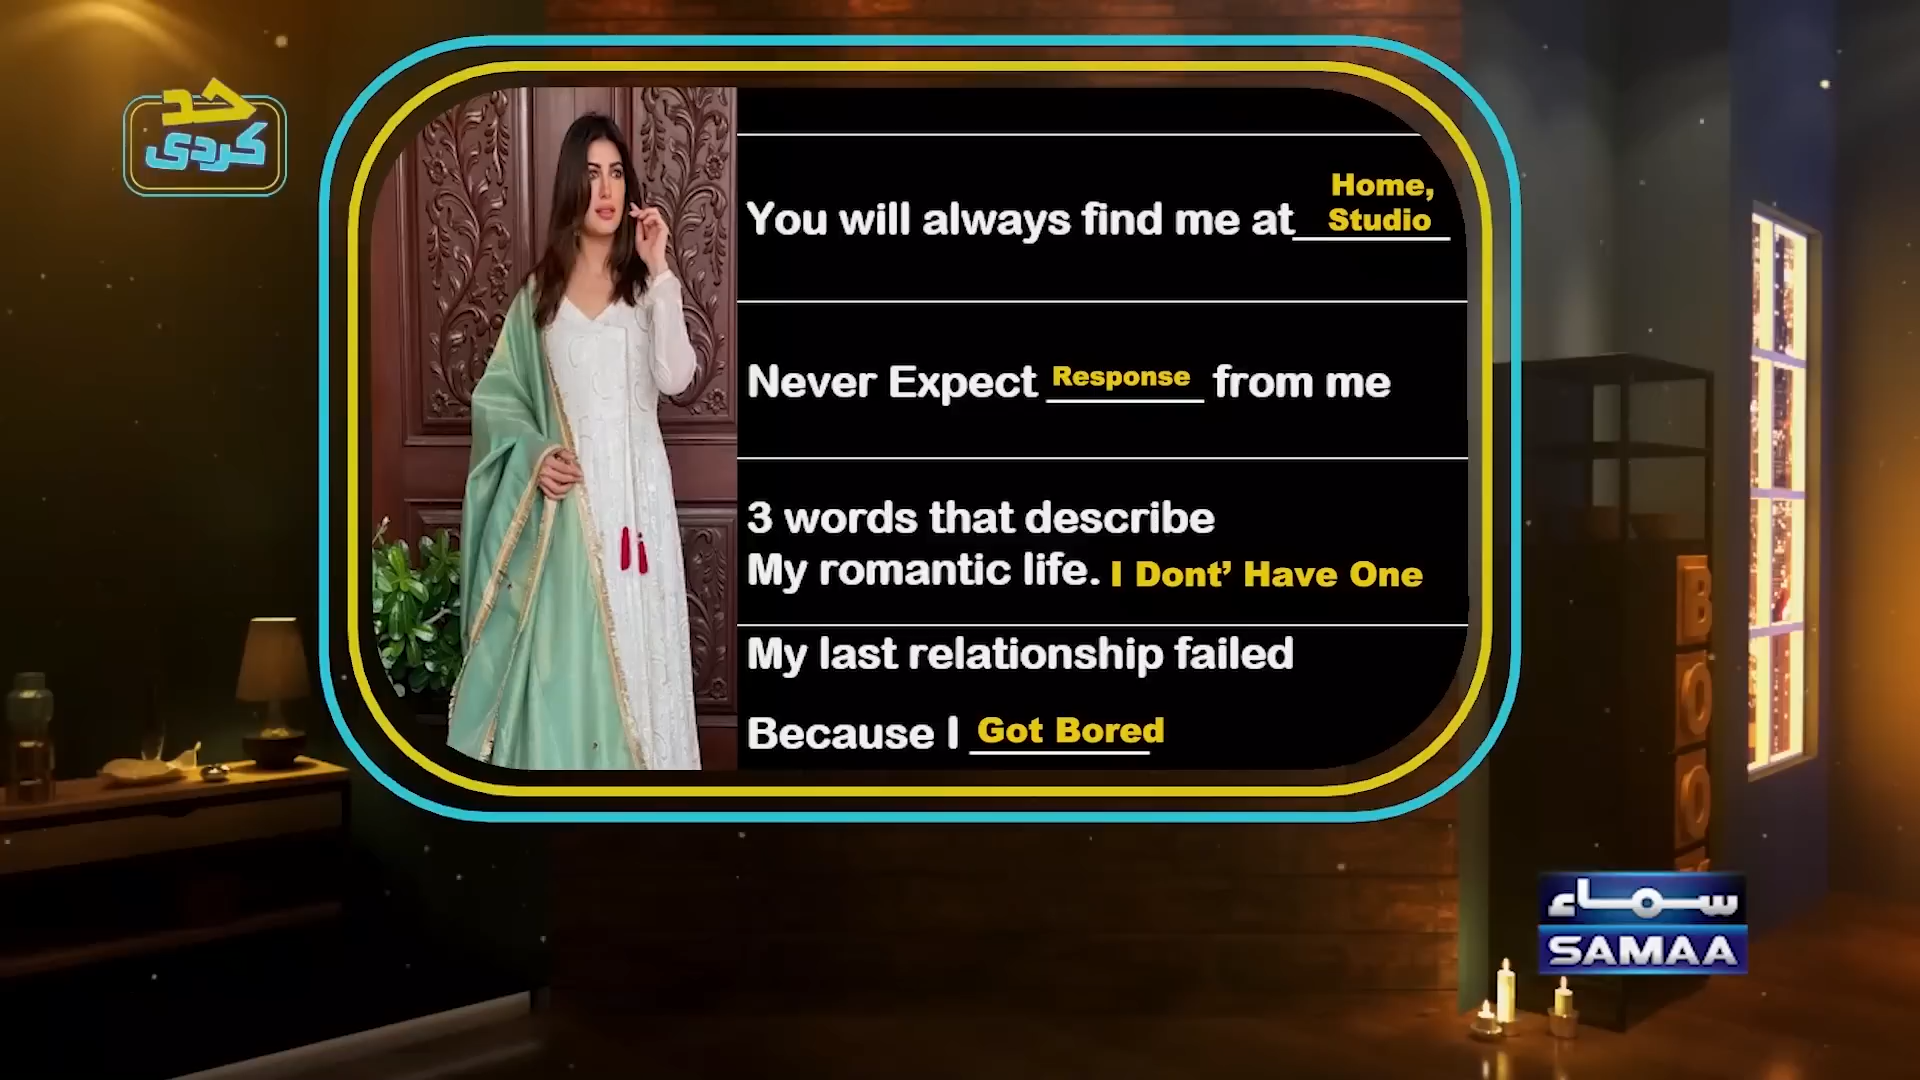 حد
کردی
You will always find me at Home,
Studio
Never Expect Response from me
3 words that describe
My romantic life. I Dont’ Have One
My last relationship failed
Because I Got Bored
BOO
سماء
SAMAA